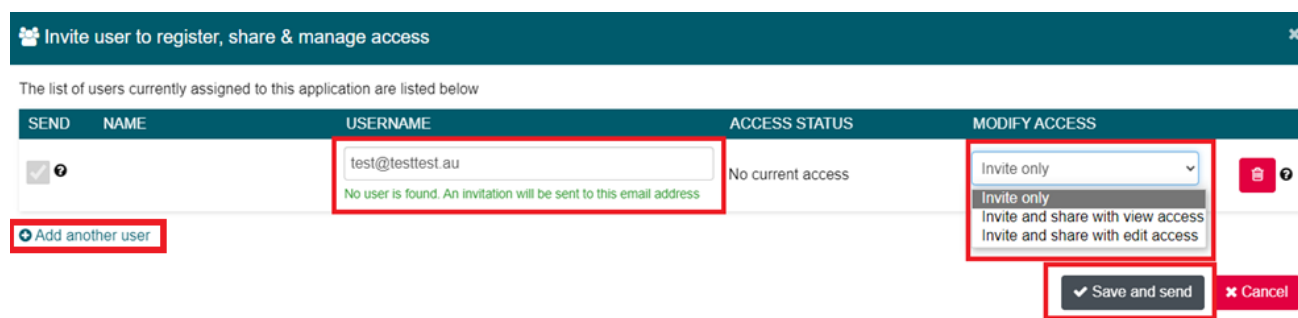 Invite user to register, share & manage access
The list of users currently assigned to this application are listed below
SEND NAME USERNAME ACCESS STATUS MODIFY ACCESS
test@testtest.au
No user is found. An invitation will be sent to this email address
No current access
Invite only
Invite only
Invite and share with view access
Invite and share with edit access
Add another user
Save and send
Cancel